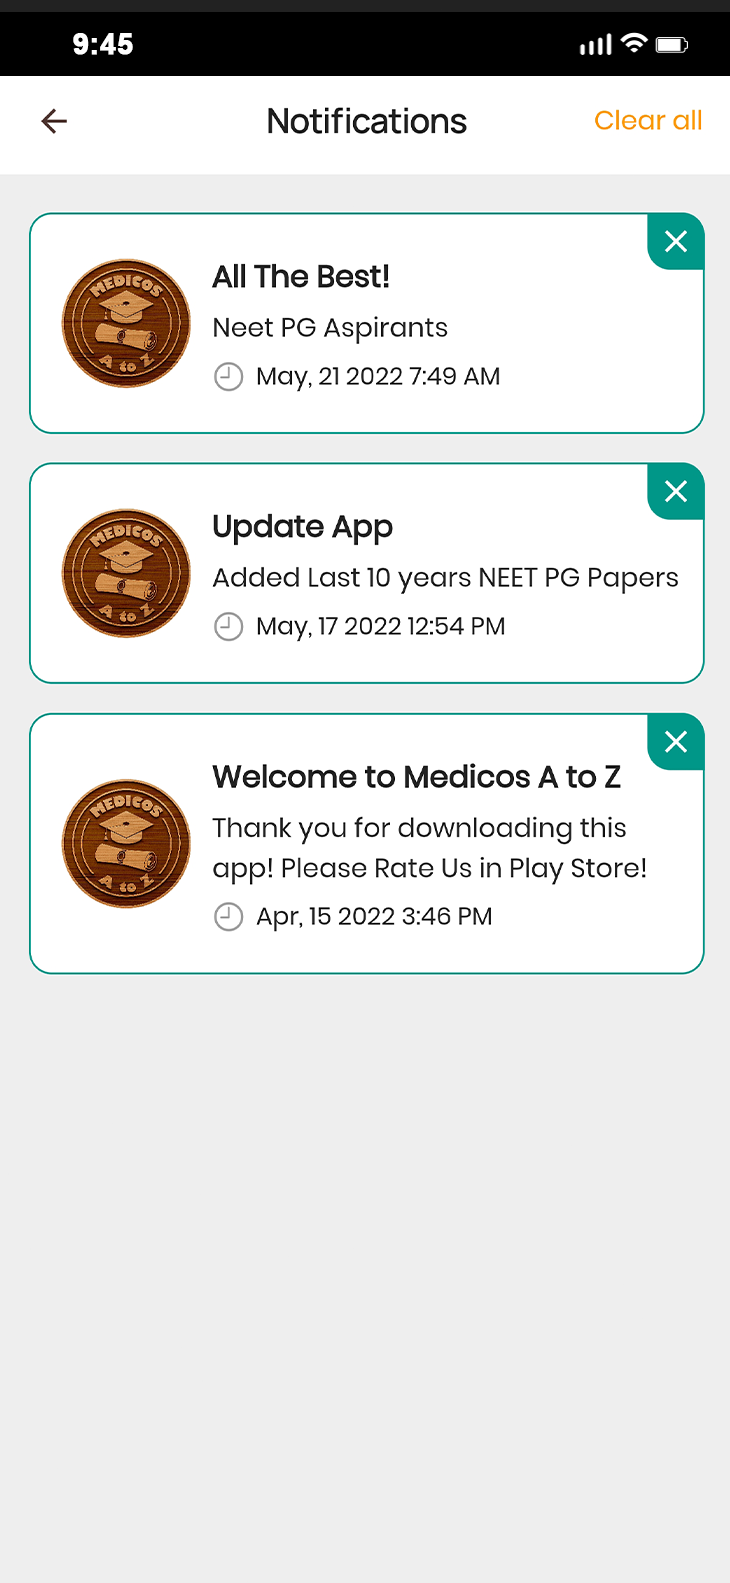 9:45
Notifications
Clear all
MEDICOS
A to Z
All The Best!
Neet PG Aspirants
May, 21 2022 7:49 AM
MEDICOS
A to Z
Update App
Added Last 10 years NEET PG Papers
May, 17 2022 12:54 PM
MEDICOS
A to Z
Welcome to Medicos A to Z
Thank you for downloading this
app! Please Rate Us in Play Store!
Apr, 15 2022 3:46 PM